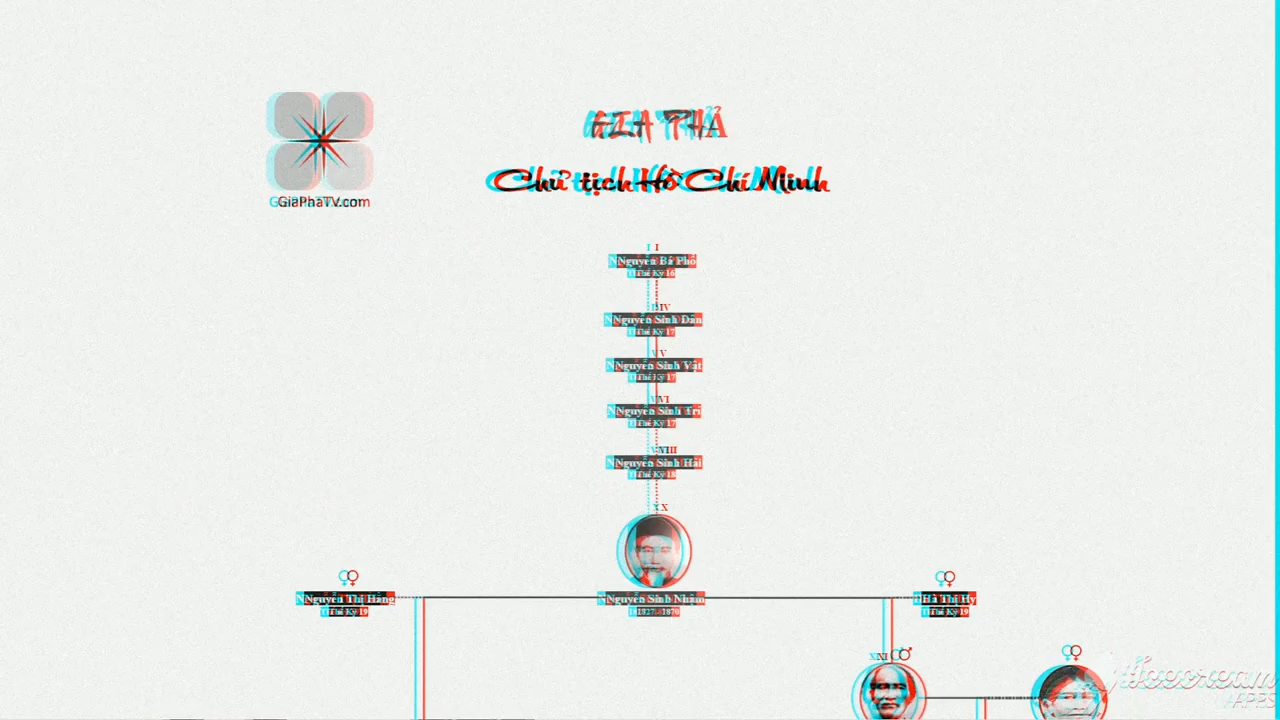 GIA PHẢ
Chủ tịch Hồ Chí Minh
GiaPhaTV.com
I
Nguyễn Bá Phổ
Thế Kỷ 16
IV
Nguyễn Sinh Dân
Thế Kỷ 17
V
Nguyễn Sinh Vật
Thế Kỷ 17
VI
Nguyễn Sinh Trí
Thế Kỷ 17
VIII
Nguyễn Sinh Hải
Thế Kỷ 18
X
Nguyễn Thị Hằng
Thế Kỷ 19
Nguyễn Sinh Nhậm
1827 - 1870
Hà Thị Hy
Thế Kỷ 19
XI
APPS